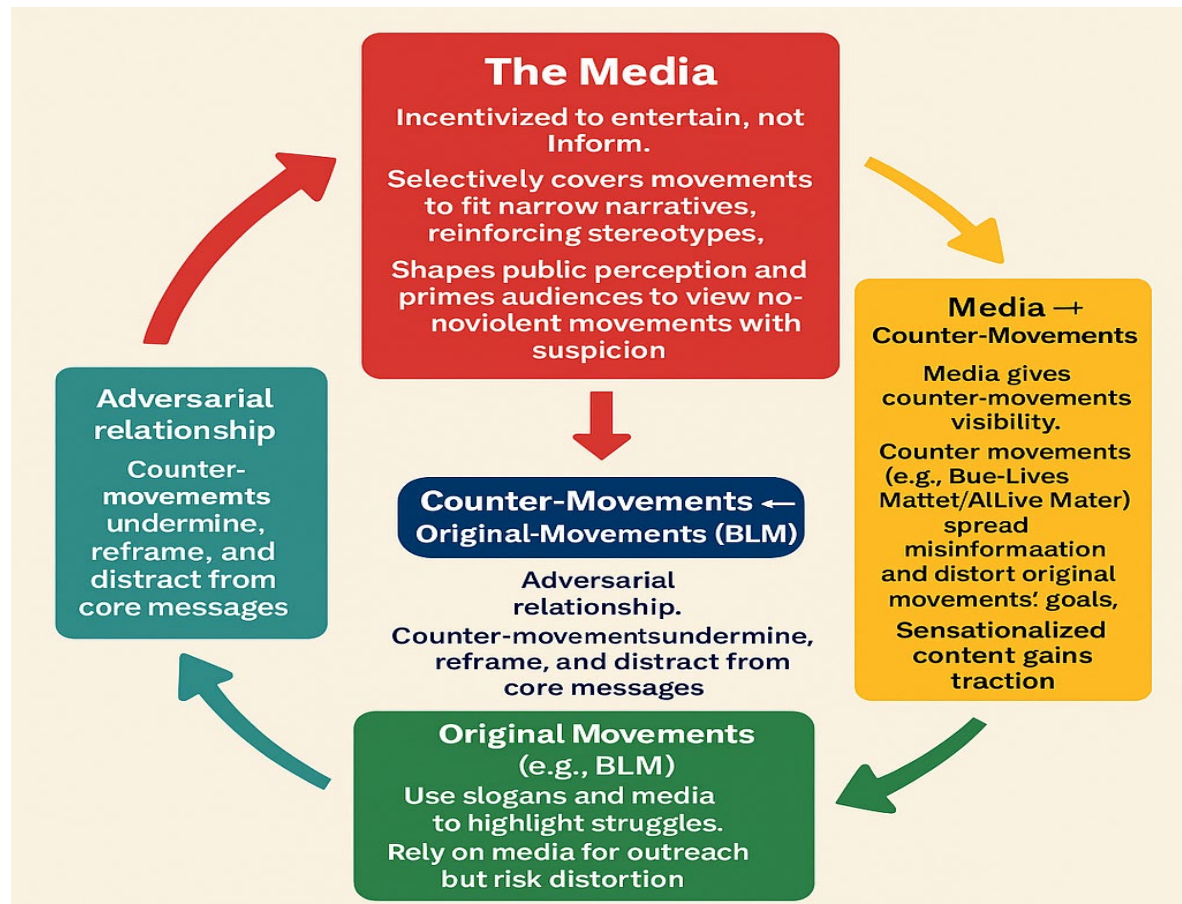 The Media
Incentivized to entertain, not
Inform.
Selectively covers movements
to fit narrow narratives,
reinforcing stereotypes,
Shapes public perception and
primes audiences to view no-
noviolent movements with
suspicion
Media →
Counter-Movements
Media gives
counter-movements
visibility.
Counter movements
(e.g., Bue-Lives
Mattet/AlLive Mater)
spread
misinformaation
and distort original
movements.' goals,
Sensationalized
content gains
traction
Adversarial
relationship
Counter-
movememts
undermine,
reframe, and
distract from
core messages
Counter-Movements ←
Original-Movements (BLM)
Adversarial
relationship.
Counter-movementsundermine,
reframe, and distract from
core messages
Original Movements
(e.g., BLM)
Use slogans and media
to highlight struggles.
Rely on media for outreach
but risk distortion